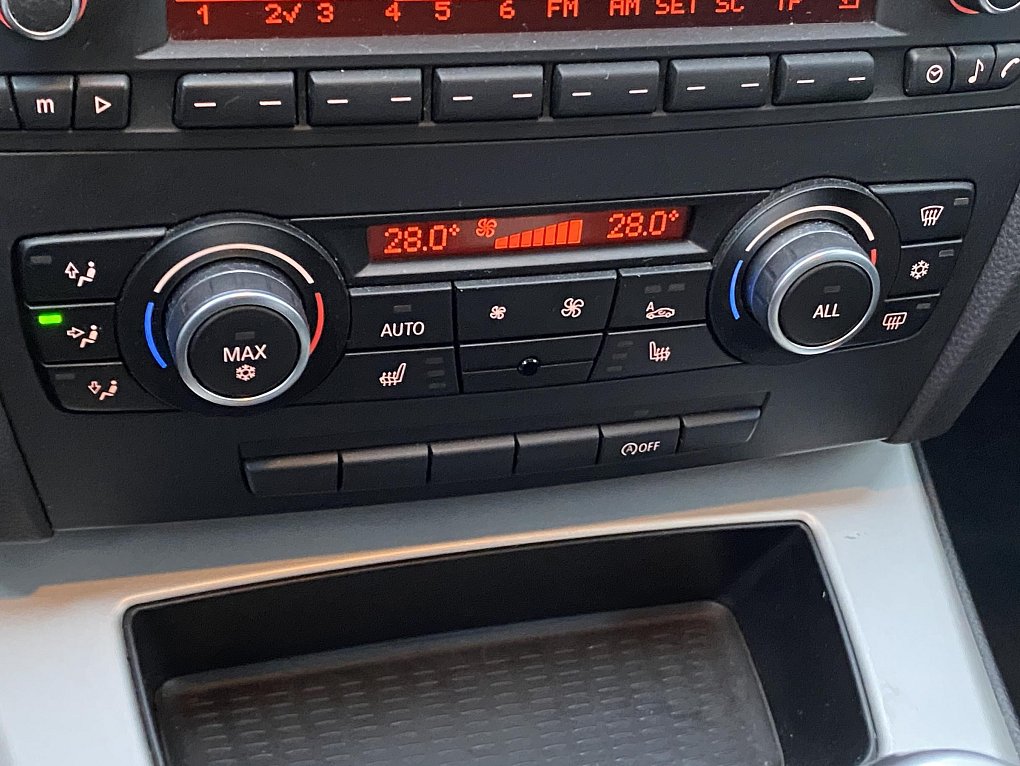 1 2✓ 3 4 5 6 FM AM SET SC TP
m
28.0° 28.0°
AUTO
A
ALL
MAX
A OFF